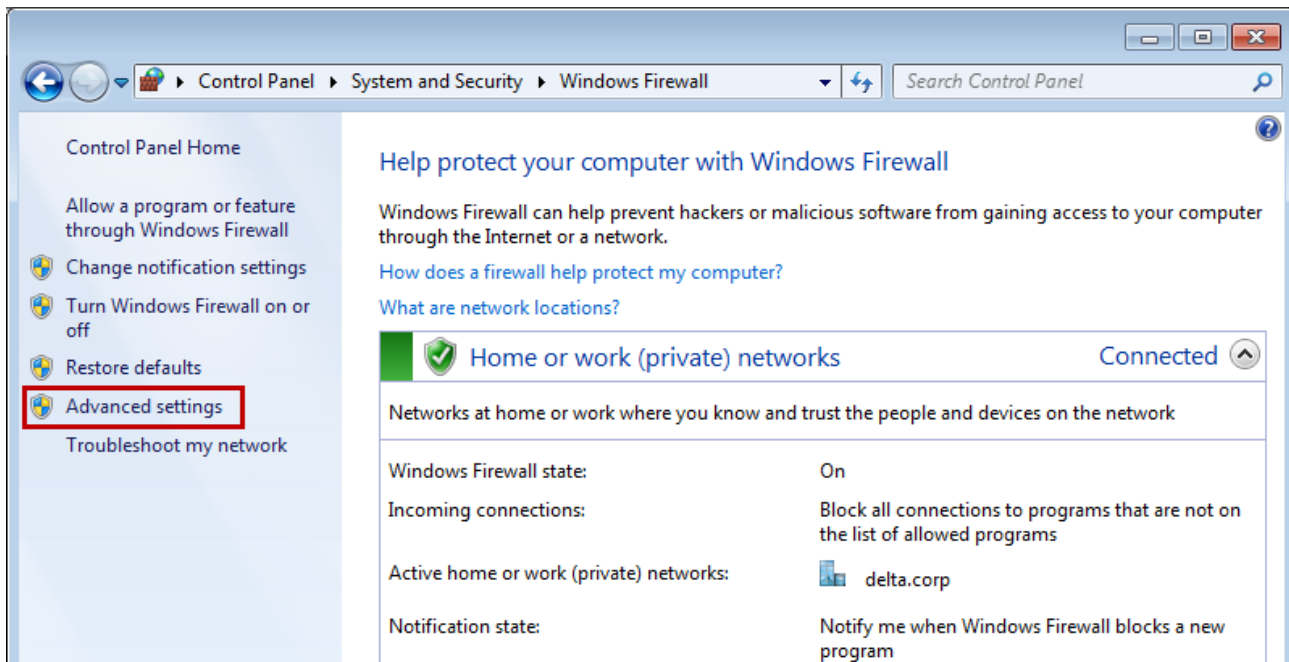 Control Panel System and Security Windows Firewall Search Control Panel
Control Panel Home
Allow a program or feature
through Windows Firewall
Change notification settings
Turn Windows Firewall on or
off
Restore defaults
Advanced settings
Troubleshoot my network
Help protect your computer with Windows Firewall
Windows Firewall can help prevent hackers or malicious software from gaining access to your computer
through the Internet or a network.
How does a firewall help protect my computer?
What are network locations?
Home or work (private) networks Connected
Networks at home or work where you know and trust the people and devices on the network
Windows Firewall state: On
Incoming connections: Block all connections to programs that are not on
the list of allowed programs
Active home or work (private) networks: delta.corp
Notification state: Notify me when Windows Firewall blocks a new
program